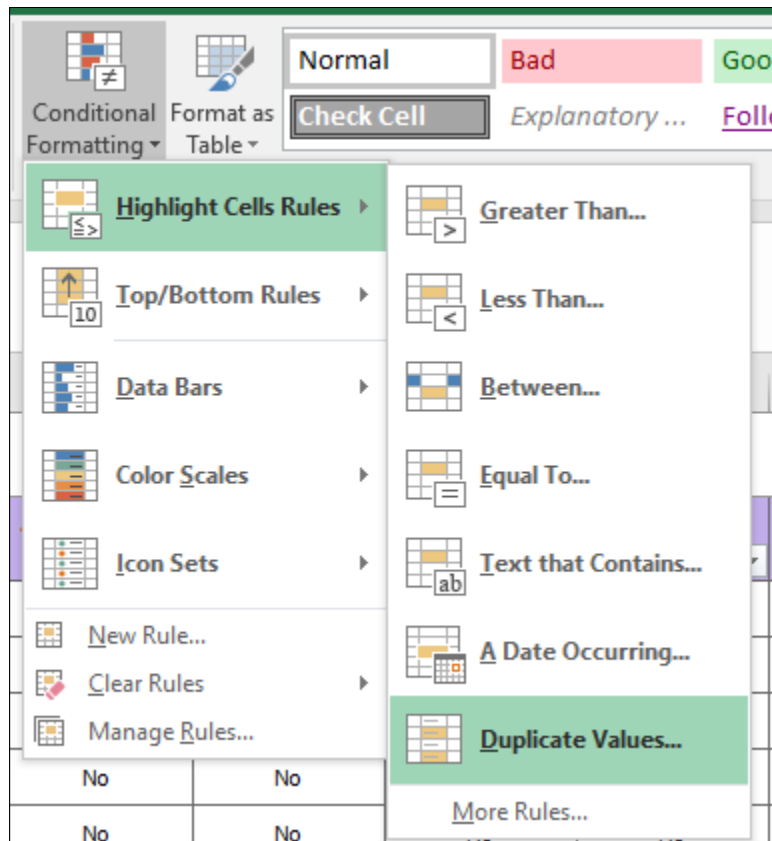 Normal
Bad
Conditional Formatting
Format as Table
Check Cell
Explanatory ...
Highlight Cells Rules
Greater Than...
Top/Bottom Rules
10
Less Than...
Data Bars
Between...
Color Scales
Equal To...
Icon Sets
Text that Contains...
ab
New Rule...
A Date Occurring...
Clear Rules
Manage Rules...
Duplicate Values...
No
No
More Rules...
No
No